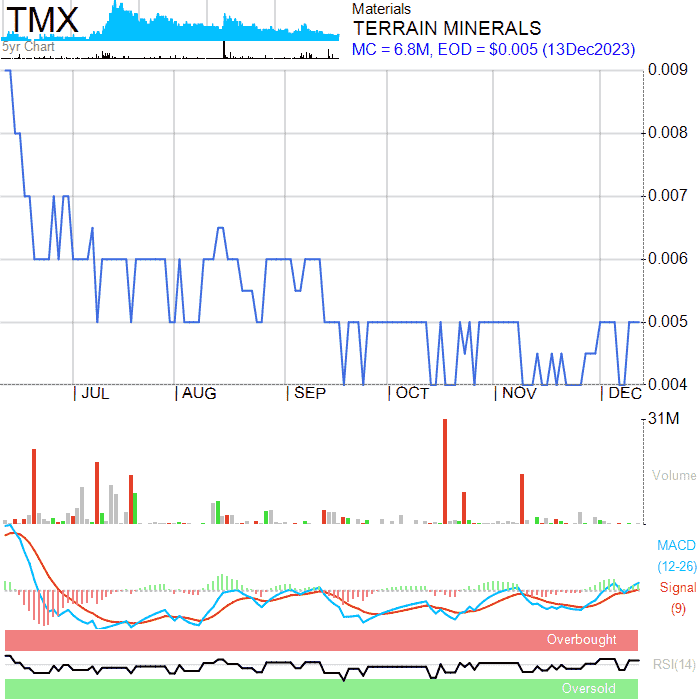 TMX
5yr Chart
Materials
TERRAIN MINERALS
MC = 6.8M, EOD = $0.005 (13Dec2023)
0.009
0.008
0.007
0.006
0.005
0.004
JUL AUG SEP OCT NOV DEC
31M
Volume
MACD
(12-26)
Signal
(9)
Overbought
RSI(14)
Oversold